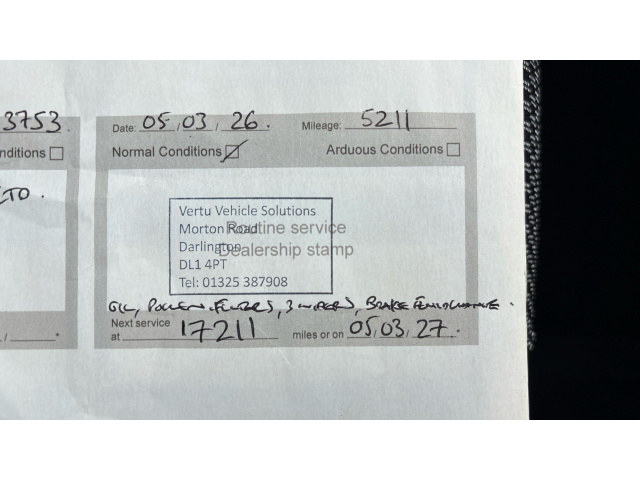 3753.
Date: 05/03/26. Mileage: 5211
nditions
Normal Conditions Arduous Conditions
TO.
Vertu Vehicle Solutions
Morton Road
Darlington
DL1 4PT
Tel: 01325 387908
Routine service
Dealership stamp
OIL, POLLEN FILTERS, 3 WIPERS, BRAKE FLUID CHANGE.
Next service
at 17211 miles or on 05/03/27.